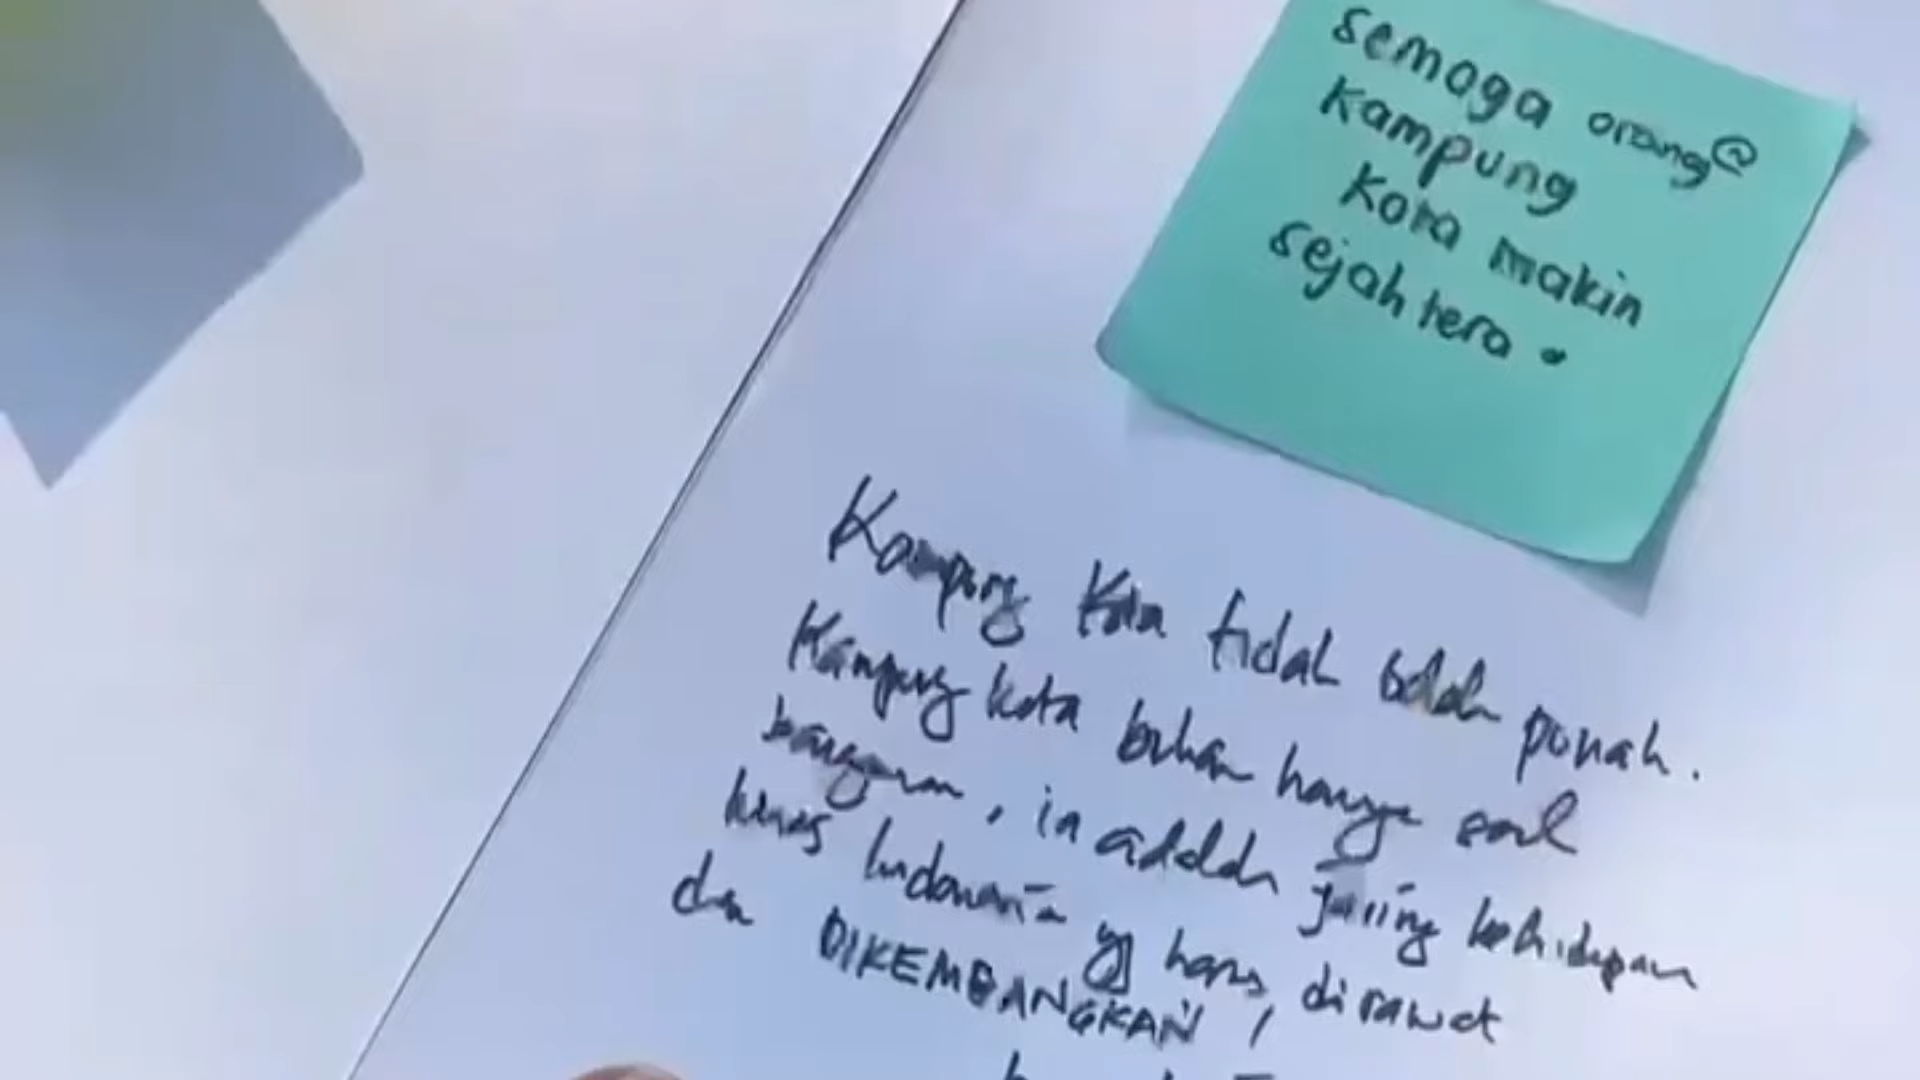 semoga orang@
Kampung
Kota makin
sejahtera.
Kampung Kota tidak boleh punah.
Kampung kota bukan hanya soal
bangunan, ia adalah jaring kehidupan
khas Indonesia yg harus dirawat
dan DIKEMBANGKAN,